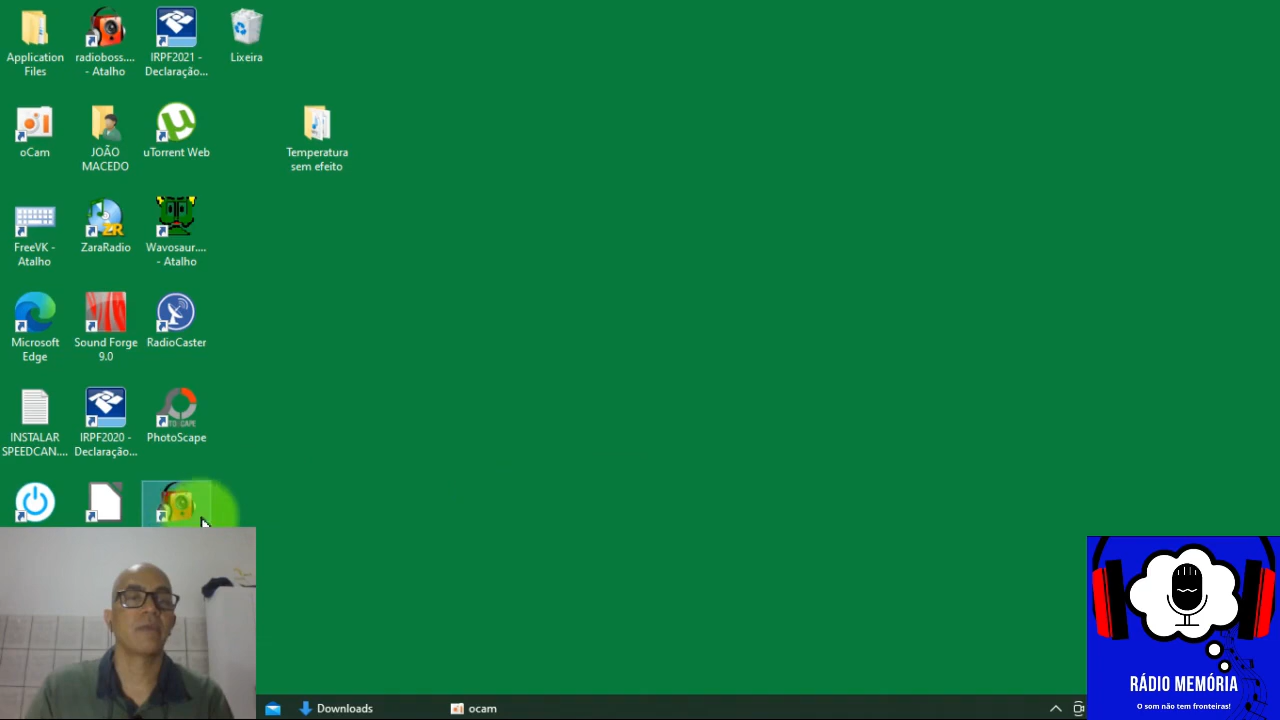 Application
Files
radioboss....
- Atalho
IRPF2021 -
Declaração...
Lixeira
oCam
JOÃO
MACEDO
uTorrent Web
Temperatura
sem efeito
FreeVK -
Atalho
ZaraRadio
ZR
Wavosaur....
- Atalho
Microsoft
Edge
Sound Forge
9.0
RadioCaster
INSTALAR
SPEEDCAN....
IRPF2020 -
Declaração...
PhotoScape
Downloads
ocam
RÁDIO MEMÓRIA
O som não tem fronteiras!